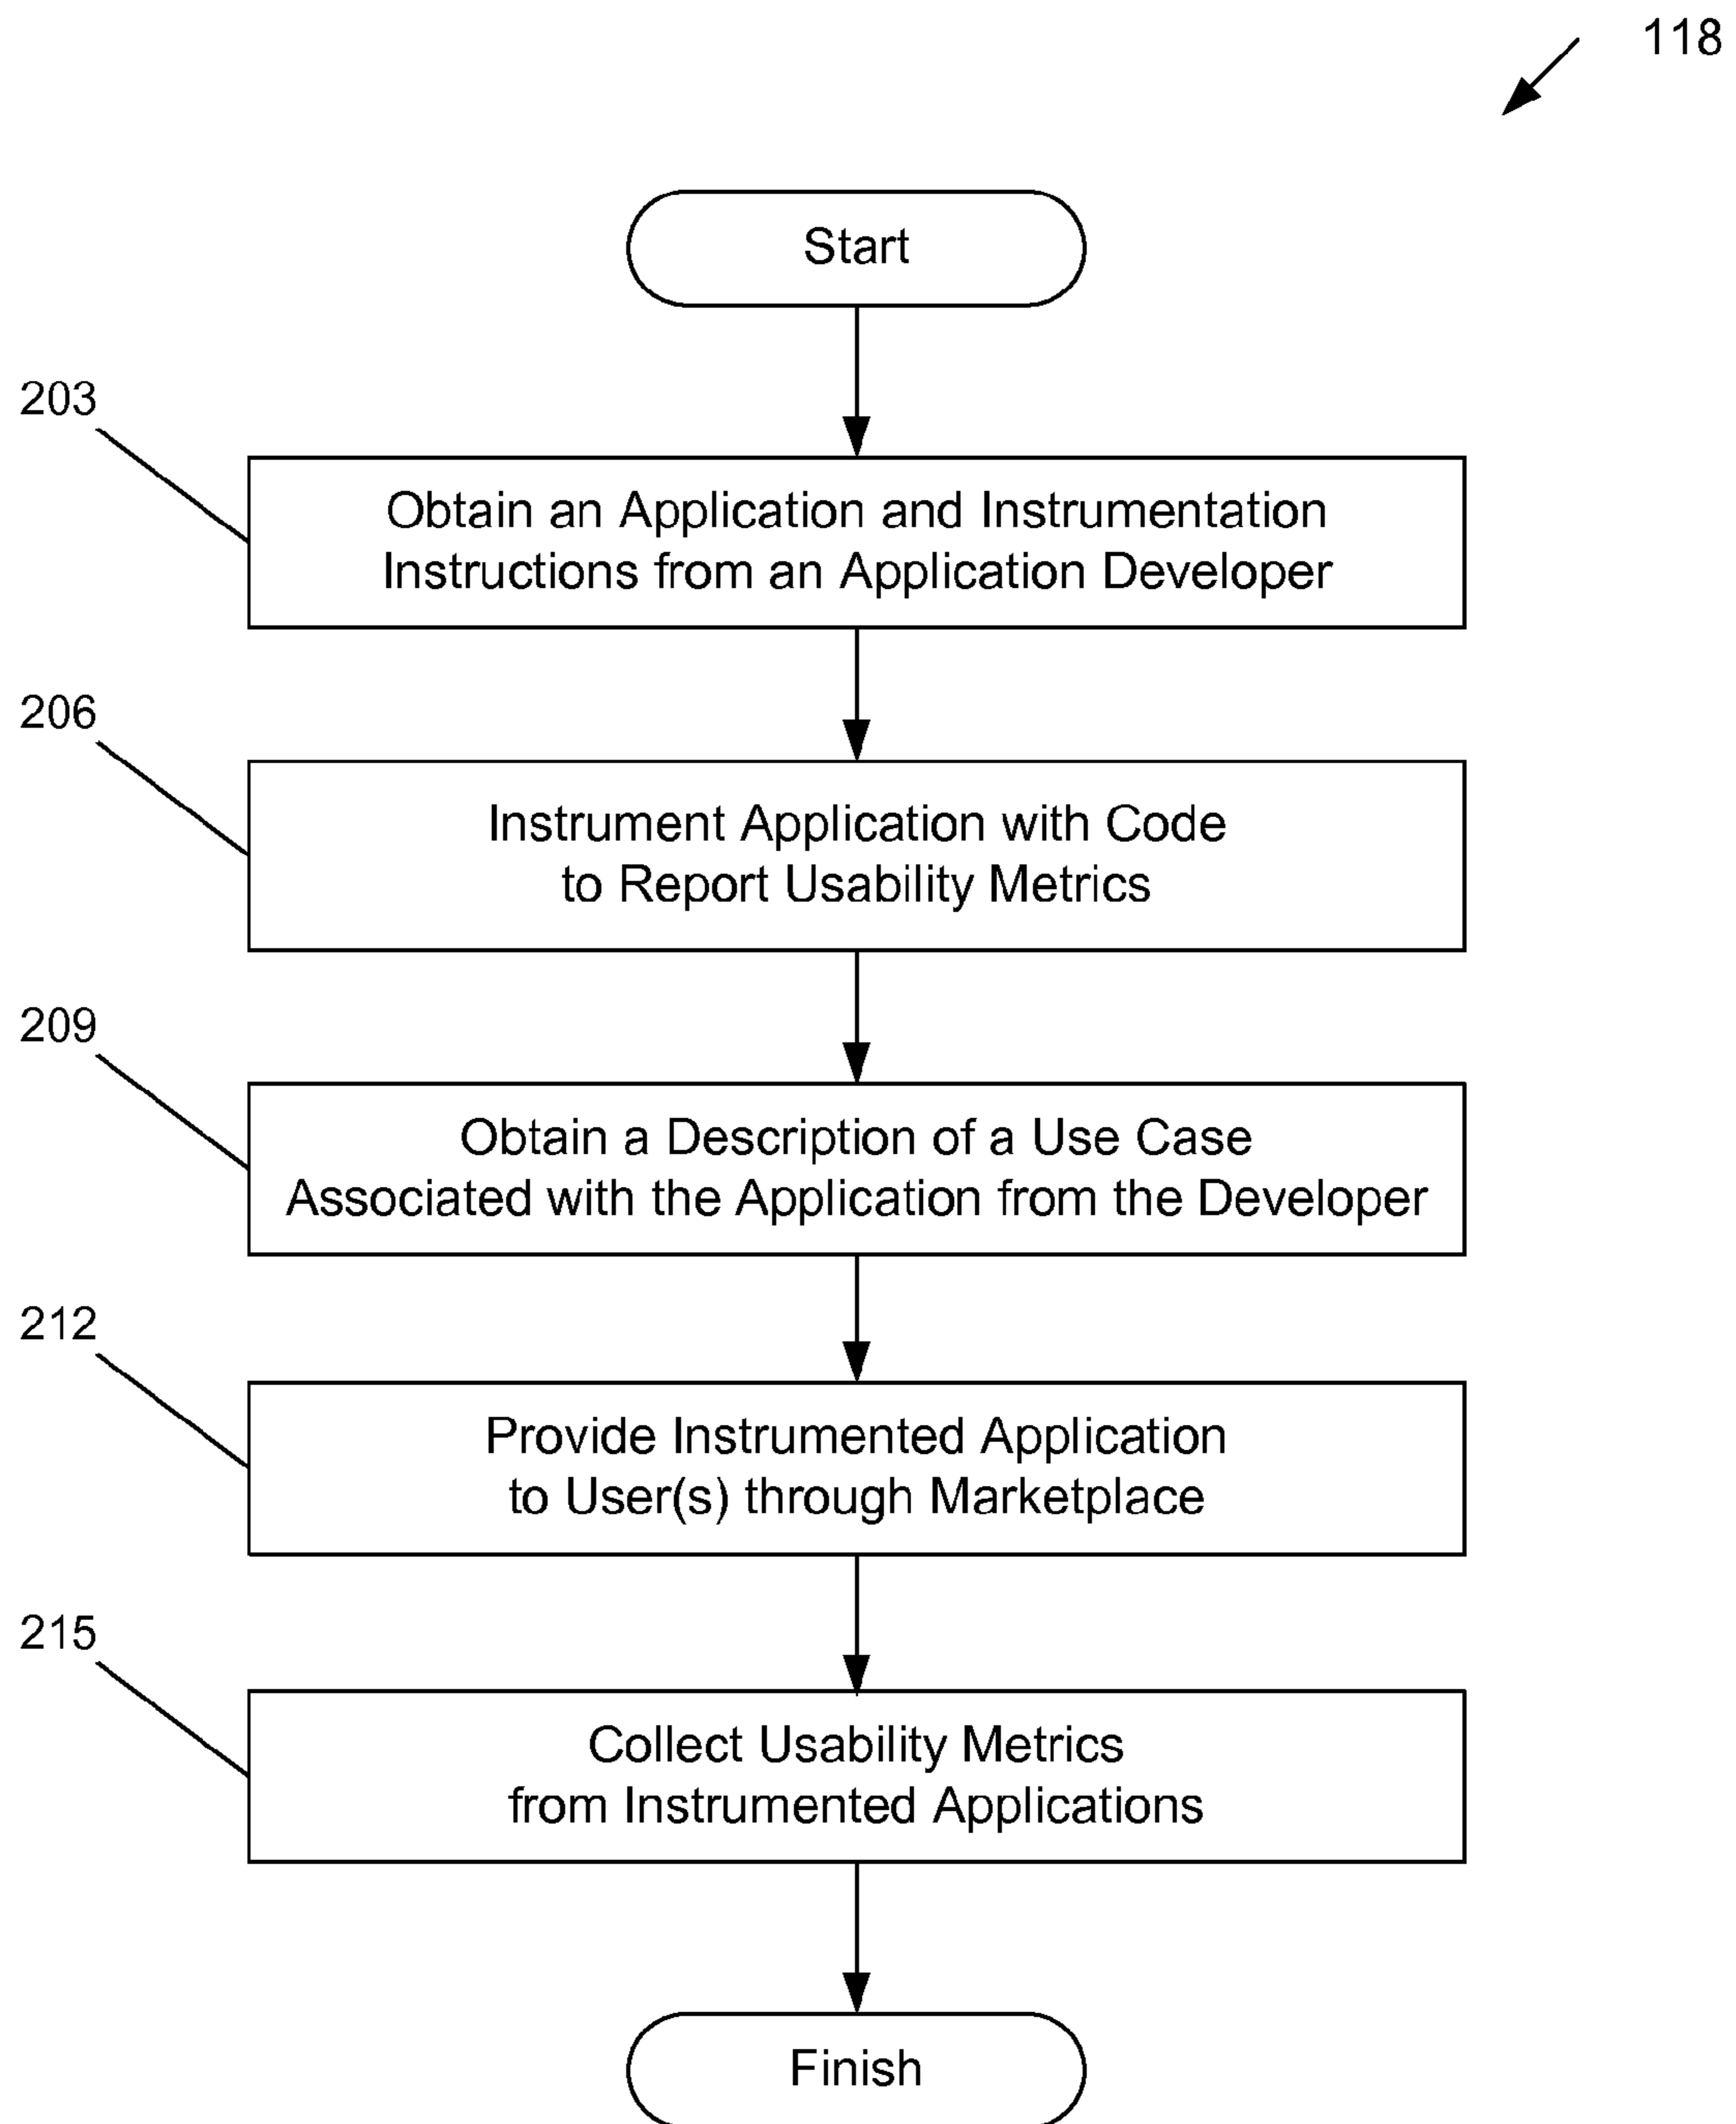 118
Start
203
Obtain an Application and Instrumentation
Instructions from an Application Developer
206
Instrument Application with Code
to Report Usability Metrics
209
Obtain a Description of a Use Case
Associated with the Application from the Developer
212
Provide Instrumented Application
to User(s) through Marketplace
215
Collect Usability Metrics
from Instrumented Applications
Finish